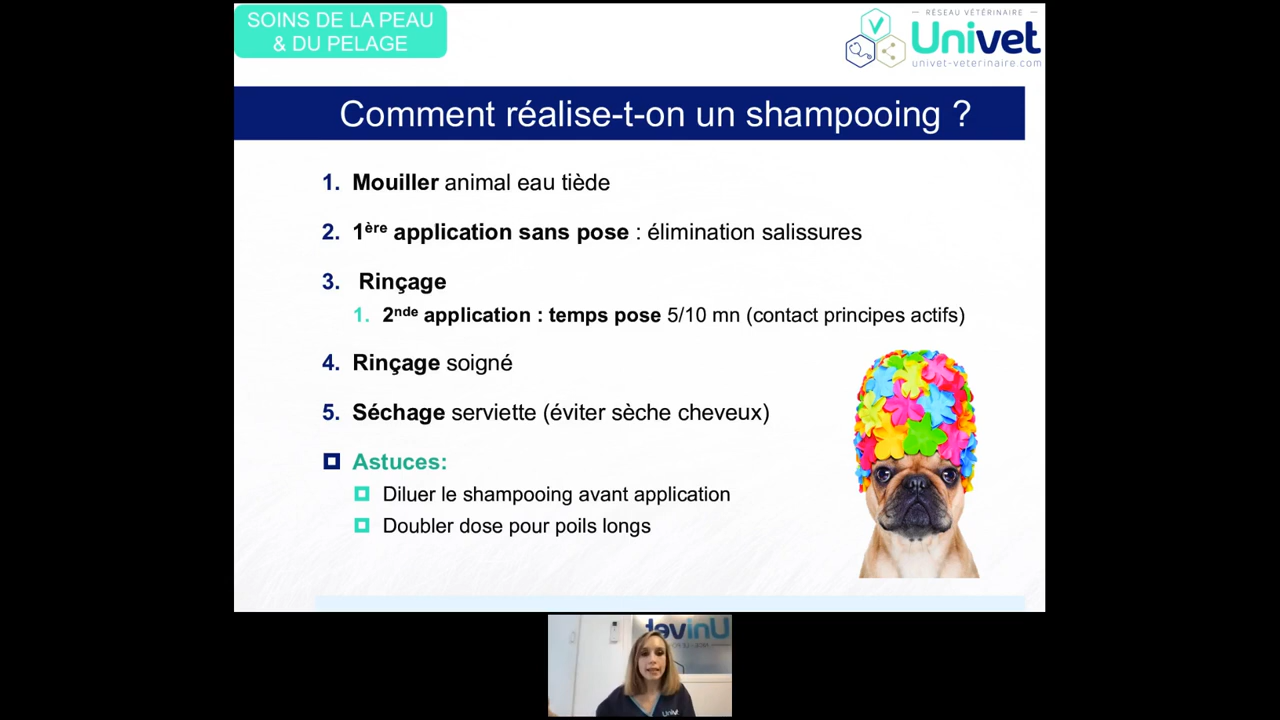 SOINS DE LA PEAU
& DU PELAGE
RÉSEAU VÉTÉRINAIRE
Univet
univet-veterinaire.com
Comment réalise-t-on un shampooing ?
1. Mouiller animal eau tiède
2. 1ère application sans pose : élimination salissures
3. Rinçage
1. 2nde application : temps pose 5/10 mn (contact principes actifs)
4. Rinçage soigné
5. Séchage serviette (éviter sèche cheveux)
Astuces:
Diluer le shampooing avant application
Doubler dose pour poils longs
Univet
Univet